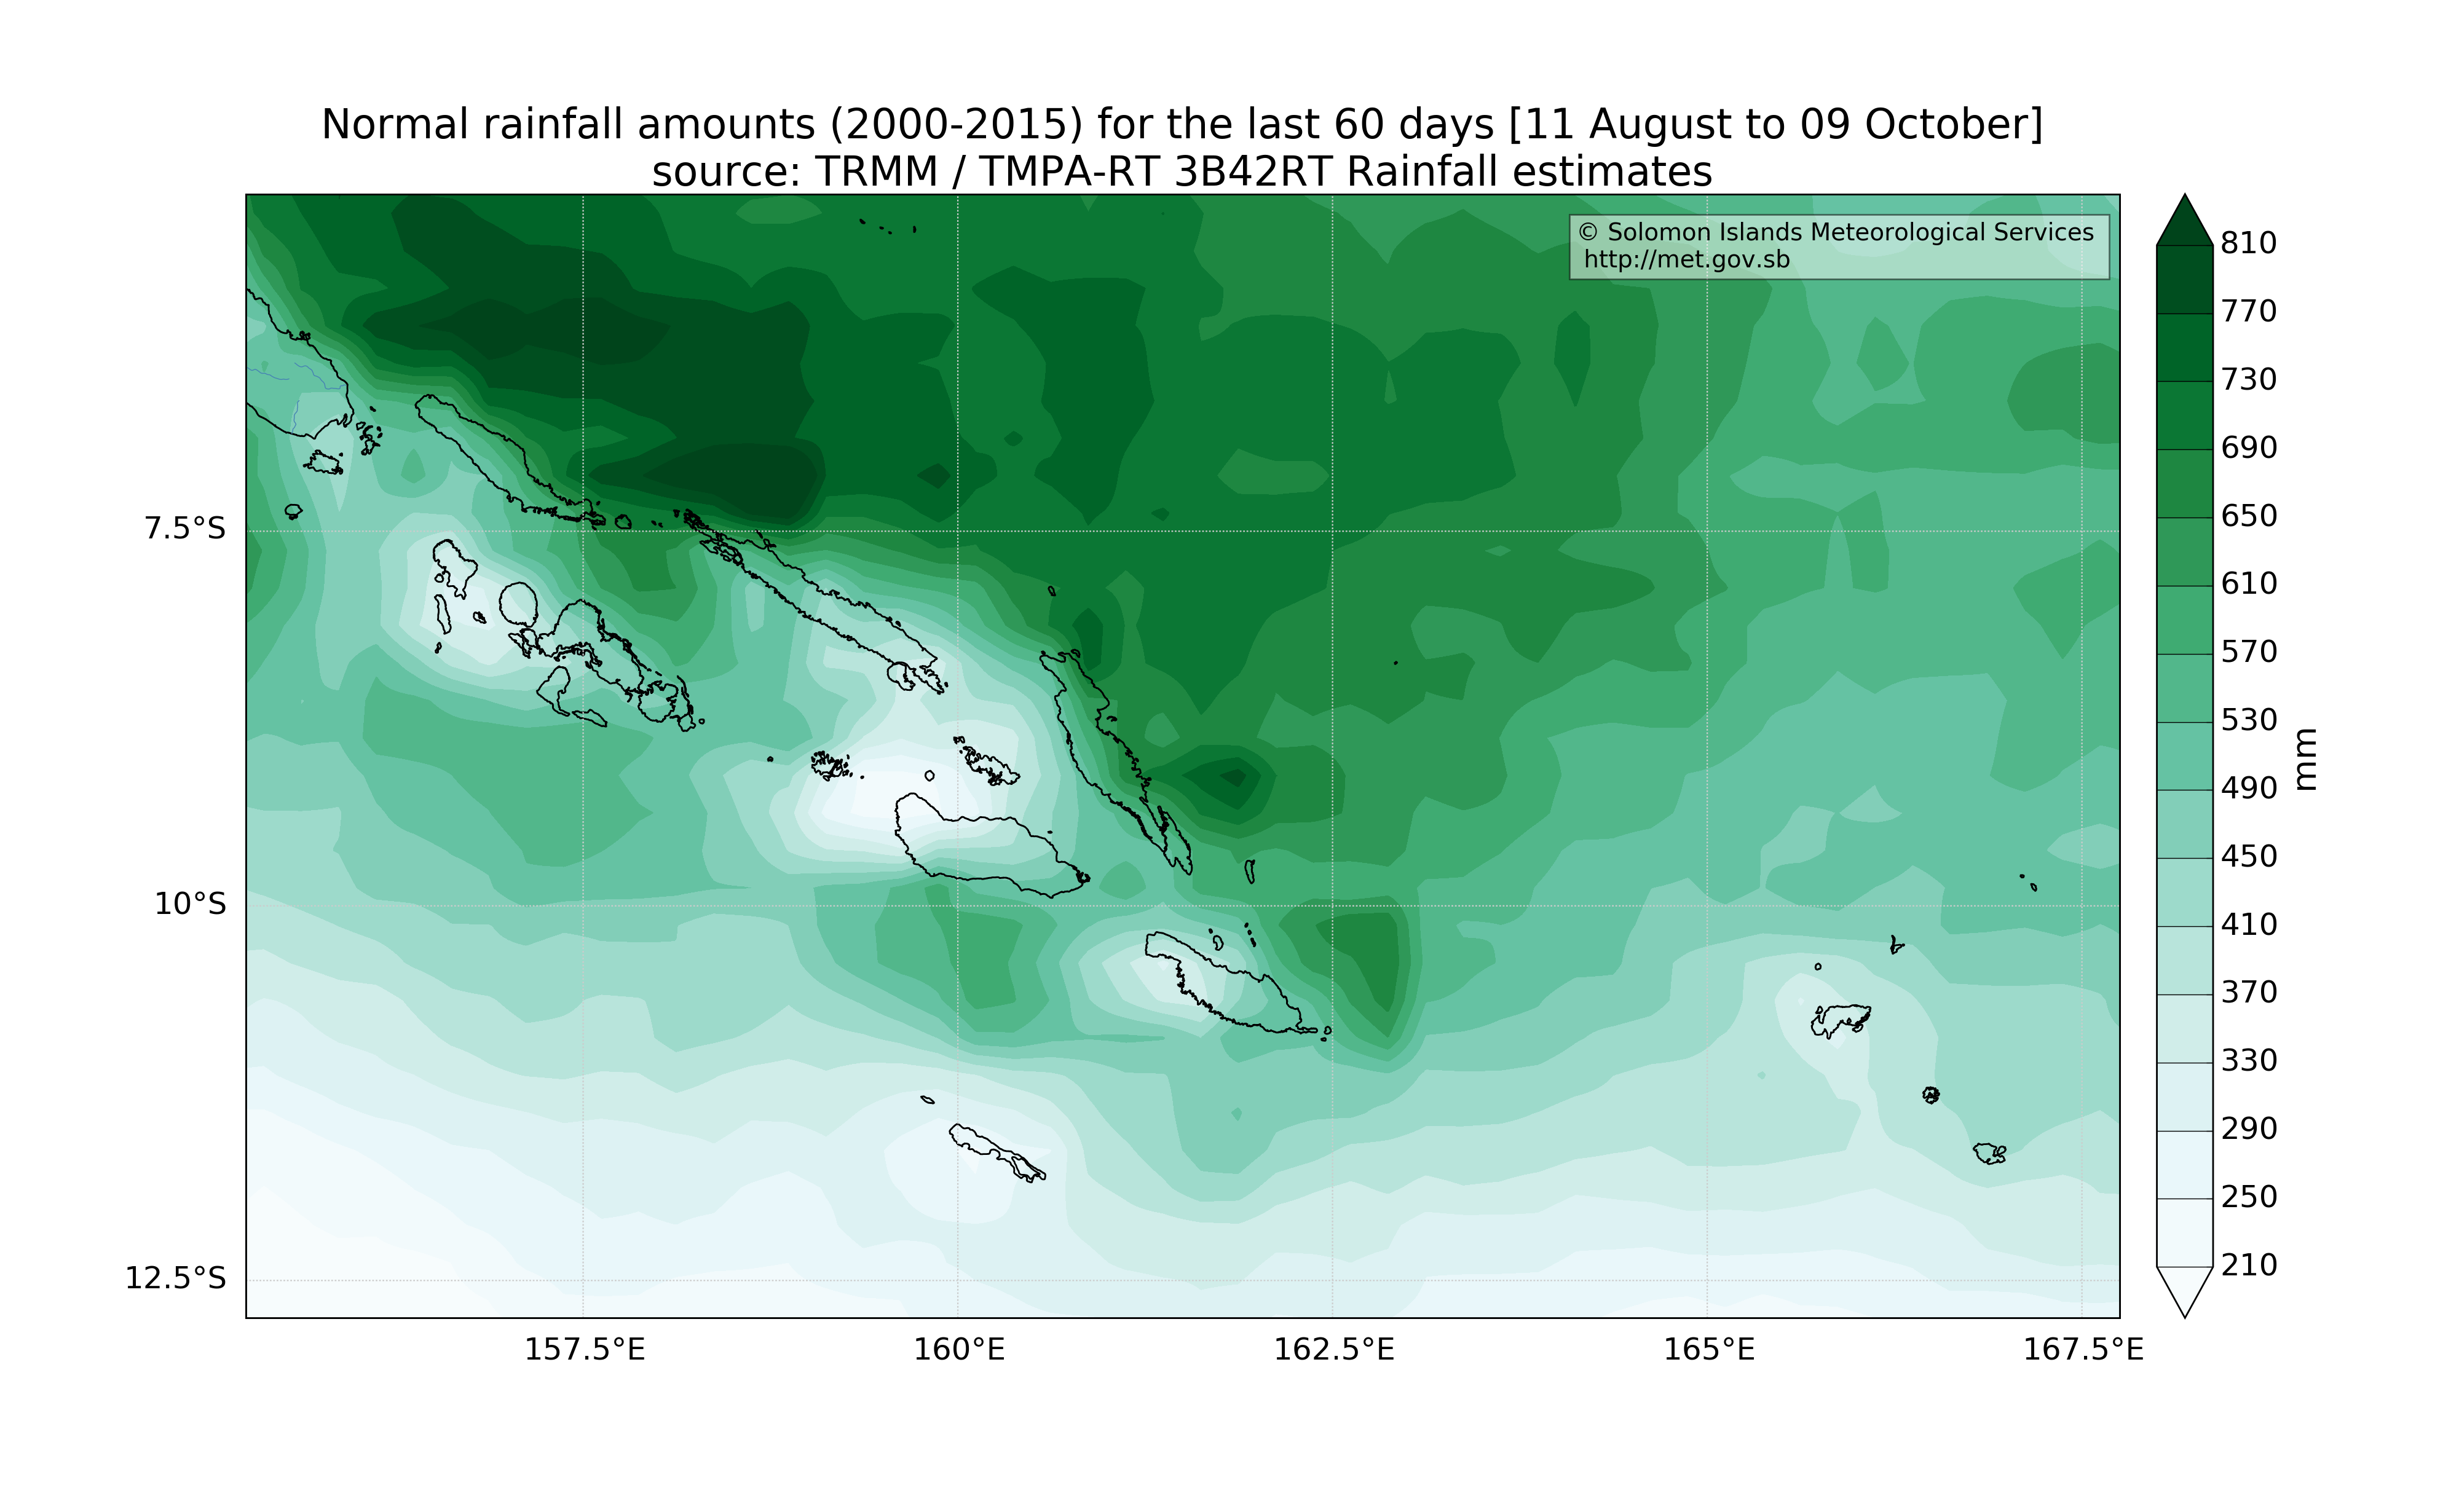 Normal rainfall amounts (2000-2015) for the last 60 days [11 August to 09 October]
source: TRMM / TMPA-RT 3B42RT Rainfall estimates
© Solomon Islands Meteorological Services
http://met.gov.sb
810
770
730
690
650
610
570
530
490
450
410
370
330
290
250
210
mm
7.5°S
10°S
12.5°S
157.5°E
160°E
162.5°E
165°E
167.5°E